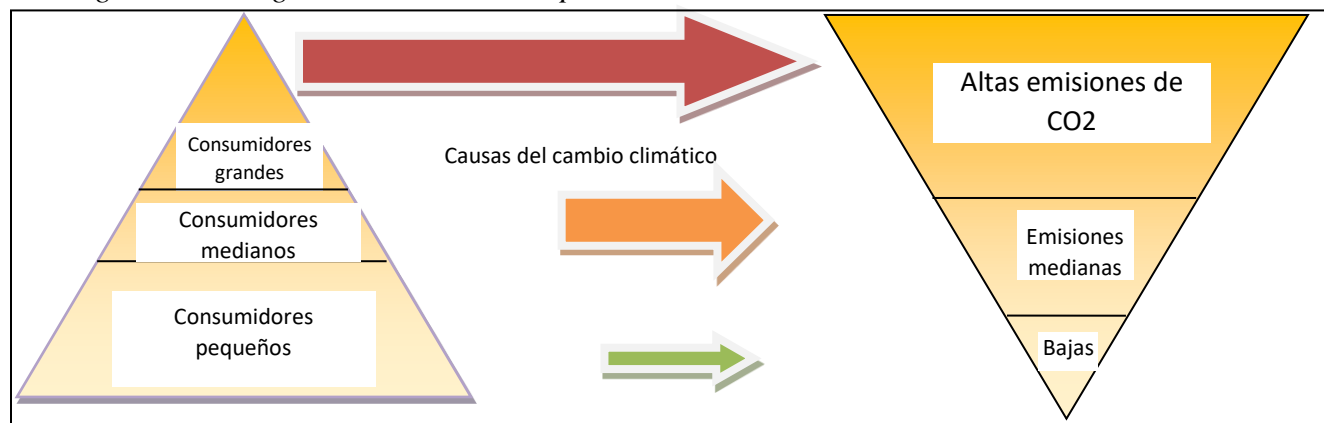 Consumidores
grandes
Consumidores
medianos
Consumidores
pequeños
Causas del cambio climático
Altas emisiones de
CO2
Emisiones
medianas
Bajas